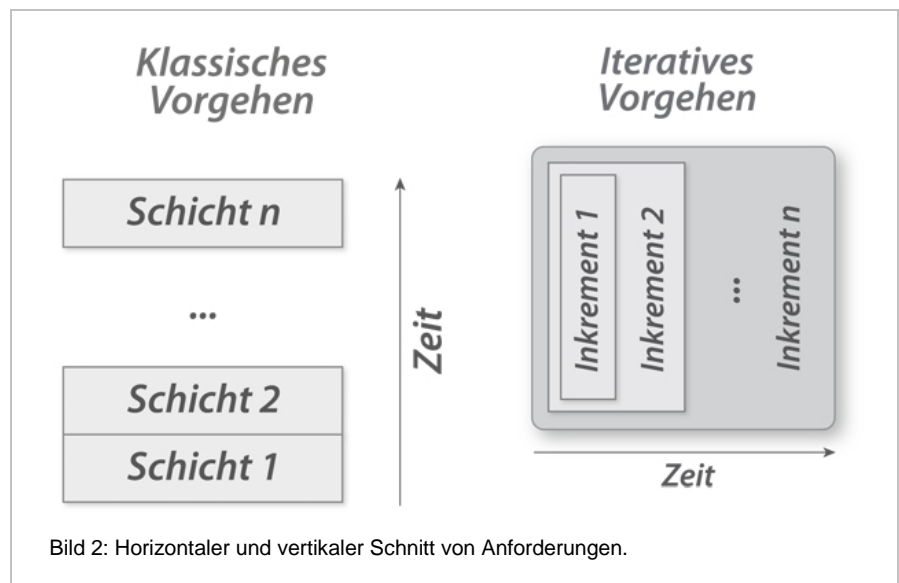 Klassisches
Vorgehen
Schicht n
...
Schicht 2
Schicht 1
Zeit
Iteratives
Vorgehen
Inkrement 1
Inkrement 2
...
Inkrement n
Zeit
Bild 2: Horizontaler und vertikaler Schnitt von Anforderungen.